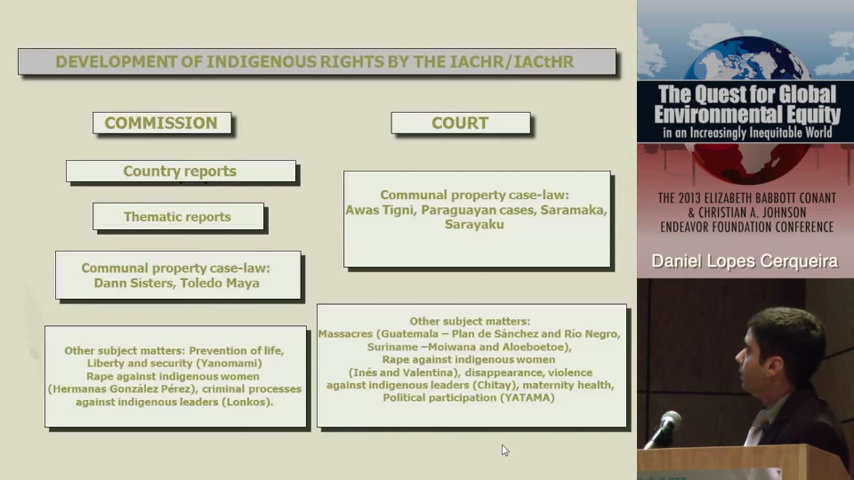 DEVELOPMENT OF INDIGENOUS RIGHTS BY THE IACHR/IACtHR
COMMISSION
Country reports
Thematic reports
Communal property case-law:
Dann Sisters, Toledo Maya
Other subject matters: Prevention of life,
Liberty and security (Yanomami)
Rape against indigenous women
(Hermanas González Pérez), criminal processes
against indigenous leaders (Lonkos).
COURT
Communal property case-law:
Awas Tigni, Paraguayan cases, Saramaka,
Sarayaku
Other subject matters:
Massacres (Guatemala – Plan de Sánchez and Río Negro,
Suriname –Moiwana and Aloeboetoe),
Rape against indigenous women
(Inés and Valentina), disappearance, violence
against indigenous leaders (Chitay), maternity health,
Political participation (YATAMA)
The Quest for Global
Environmental Equity
in an Increasingly Inequitable World
THE 2013 ELIZABETH BABBOTT CONANT
& CHRISTIAN A. JOHNSON
ENDEAVOR FOUNDATION CONFERENCE
Daniel Lopes Cerqueira